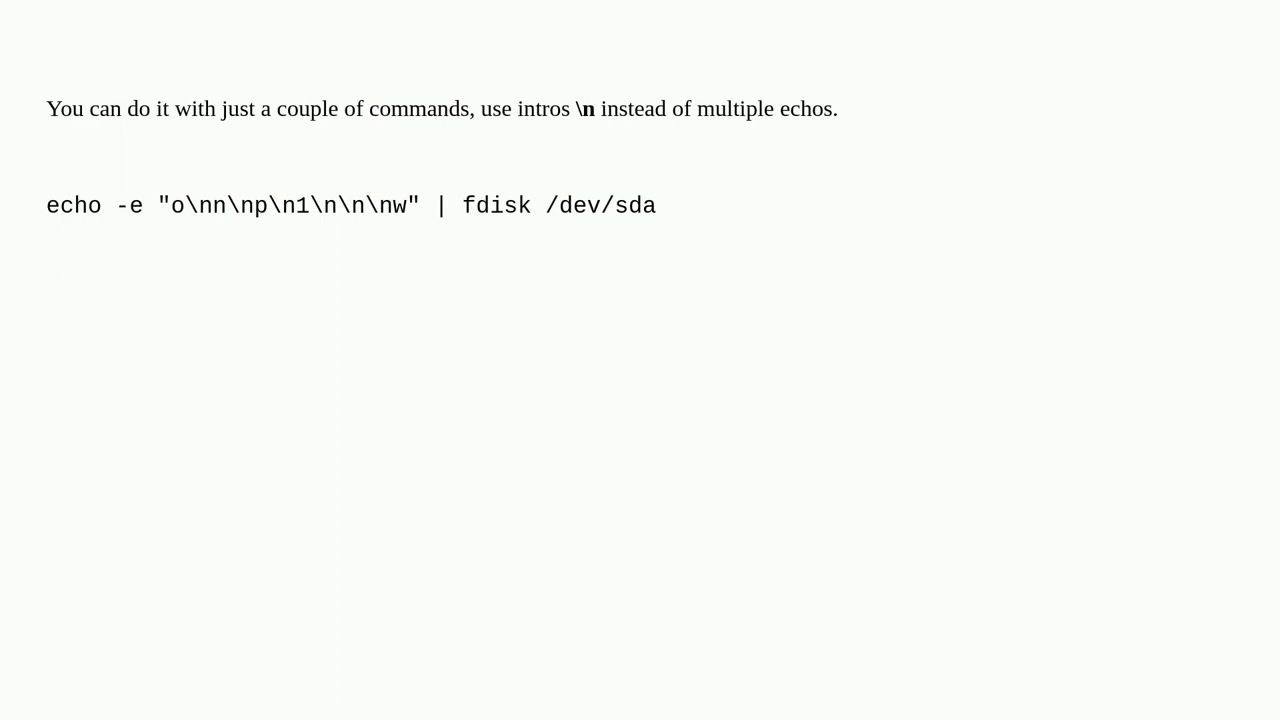 You can do it with just a couple of commands, use intros \n instead of multiple echos.
echo -e "o\nn\np\n1\n\n\nw" | fdisk /dev/sda